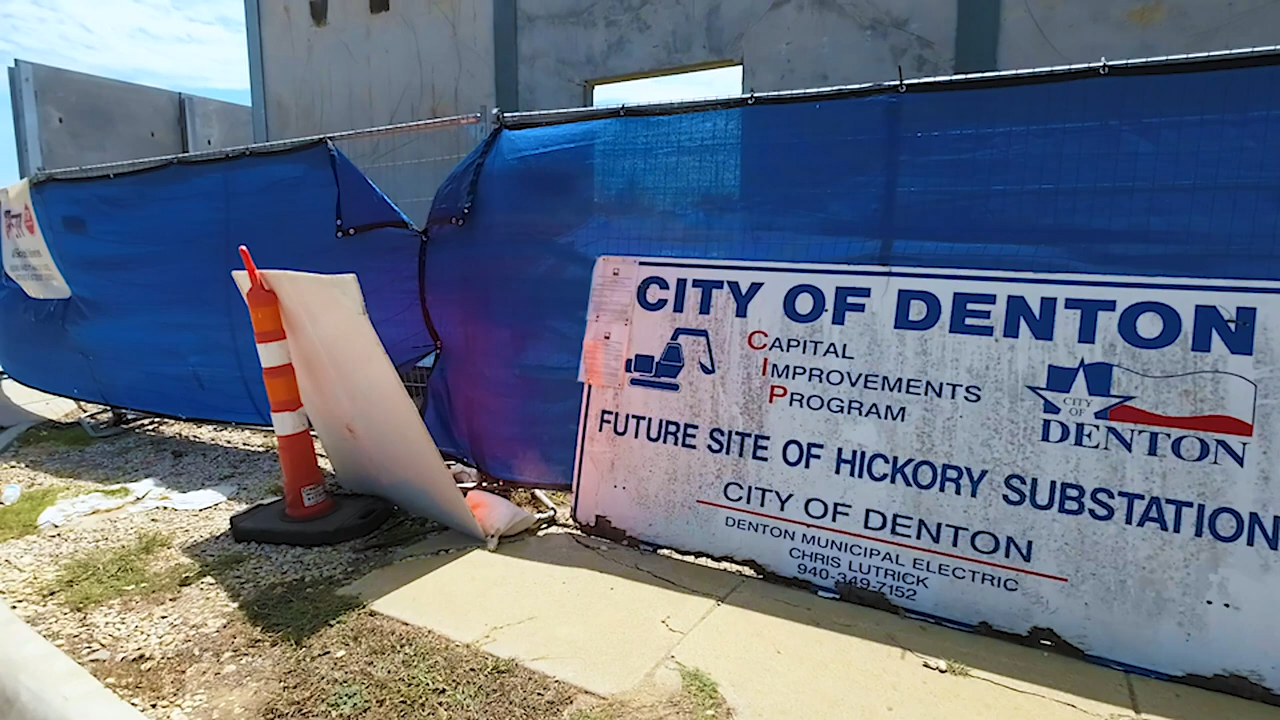 CITY OF DENTON
CAPITAL
IMPROVEMENTS
PROGRAM
CITY
OF
DENTON
FUTURE SITE OF HICKORY SUBSTATION
CITY OF DENTON
DENTON MUNICIPAL ELECTRIC
CHRIS LUTRICK
940-349-7152